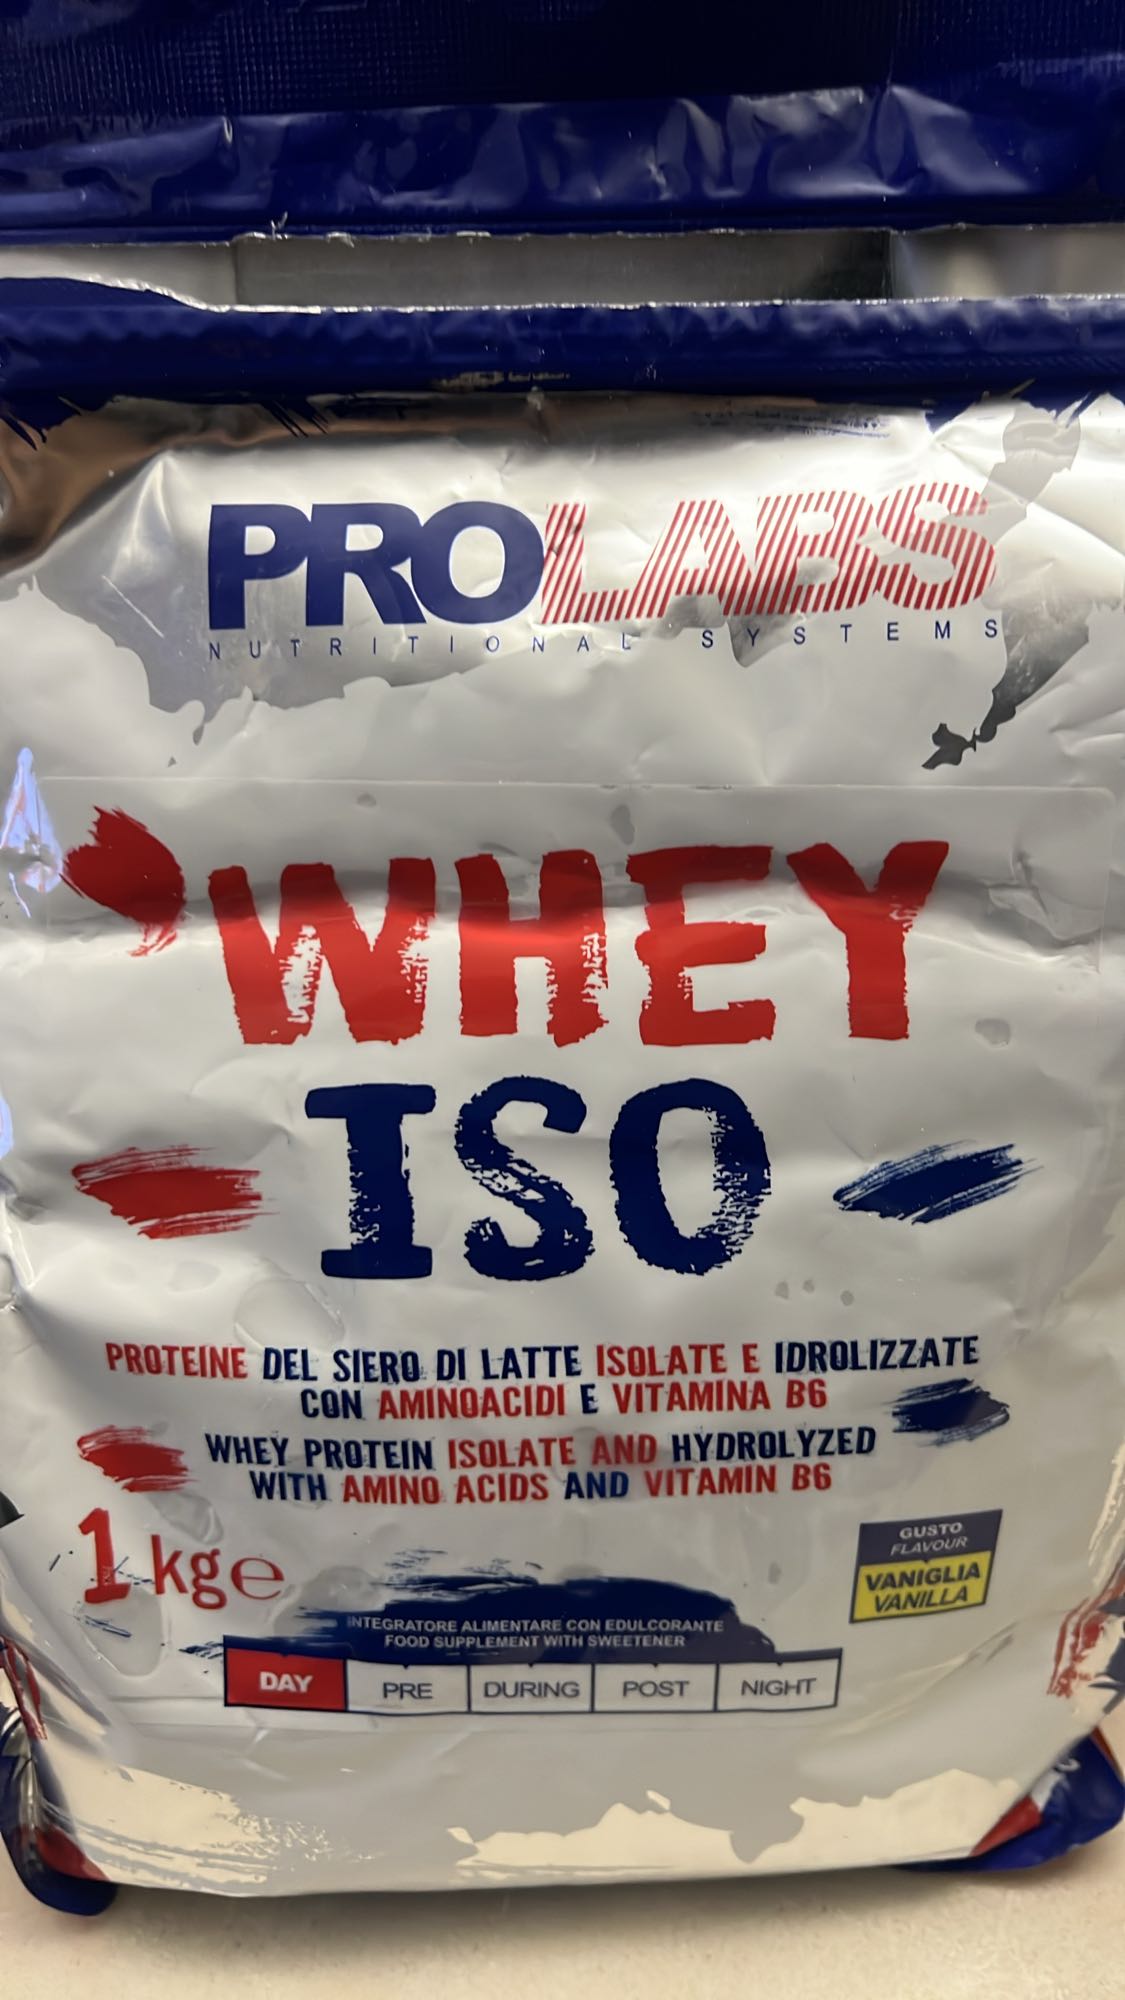 PROLABS
NUTRITIONAL SYSTEMS
WHEY
ISO
PROTEINE DEL SIERO DI LATTE ISOLATE E IDROLIZZATE
CON AMINOACIDI E VITAMINA B6
WHEY PROTEIN ISOLATE AND HYDROLYZED
WITH AMINO ACIDS AND VITAMIN B6
1 kg ℮
GUSTO
FLAVOUR
VANIGLIA
VANILLA
INTEGRATORE ALIMENTARE CON EDULCORANTE
FOOD SUPPLEMENT WITH SWEETENER
DAY PRE DURING POST NIGHT